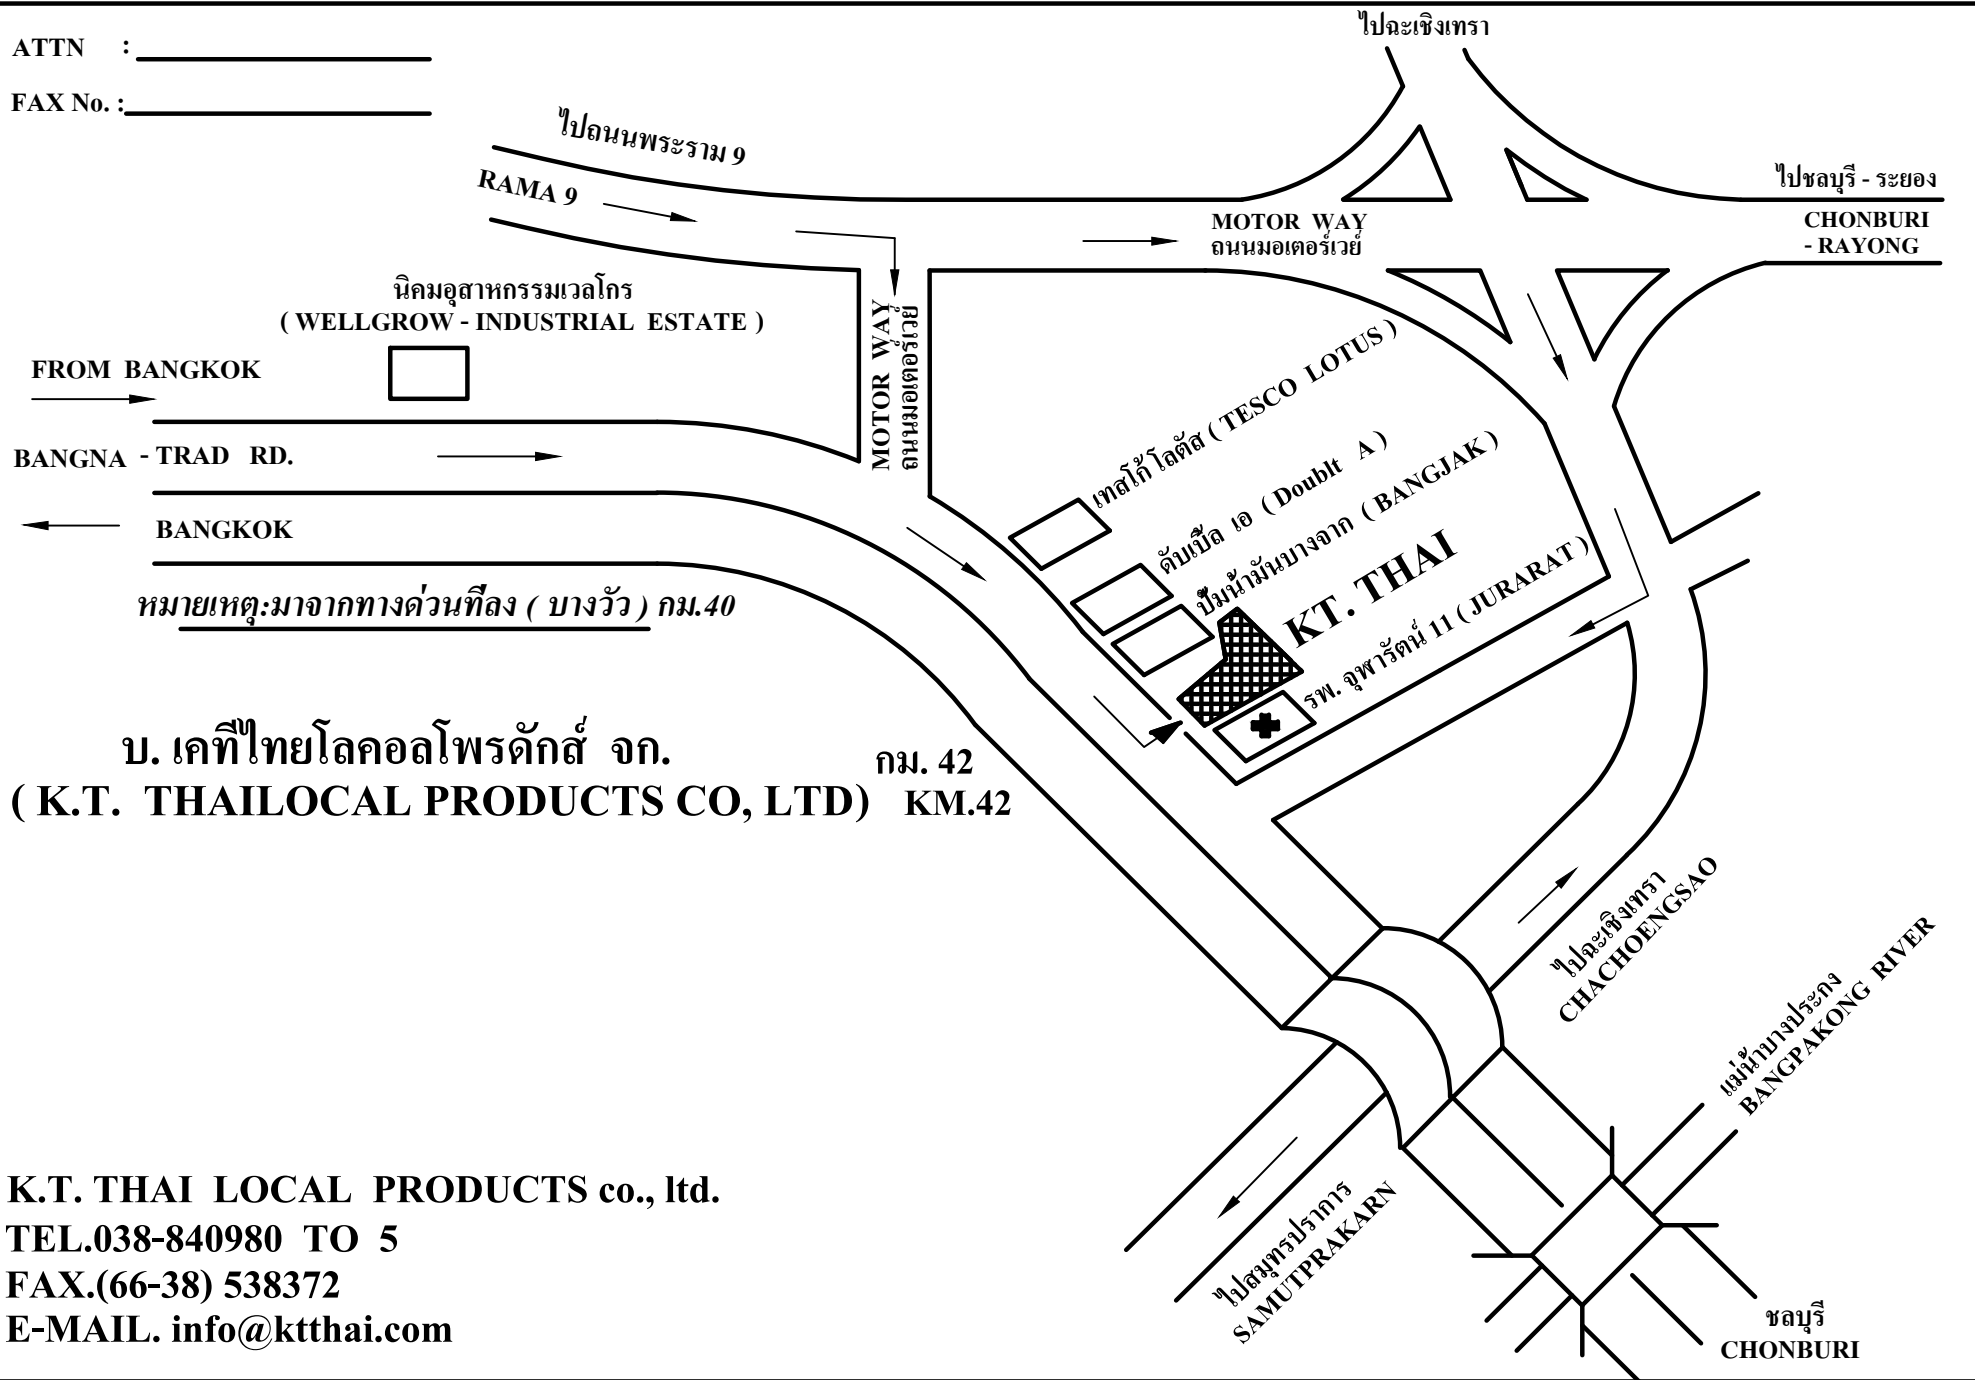 ATTN :
FAX No. :
ไปฉะเชิงเทรา
ไปถนนพระราม 9
RAMA 9
ไปชลบุรี - ระยอง
CHONBURI
- RAYONG
MOTOR WAY
ถนนมอเตอร์เวย์
นิคมอุสาหกรรมเวลโกร
( WELLGROW - INDUSTRIAL ESTATE )
MOTOR WAY
ถนนมอเตอร์เวย์
FROM BANGKOK
BANGNA - TRAD RD.
BANGKOK
หมายเหตุ:มาจากทางด่วนที่ลง ( บางวัว ) กม.40
เทสโก้ โลตัส ( TESCO LOTUS )
ดับเบิ้ล เอ ( Doublt A )
ปั๊มน้ำมันบางจาก ( BANGJAK )
KT. THAI
รพ. จุฬารัตน์ 11 ( JURARAT )
บ. เคทีไทยโลคอลโพรดักส์ จก.
( K.T. THAILOCAL PRODUCTS CO, LTD)
กม. 42
KM.42
ไปฉะเชิงเทรา
CHACHOENGSAO
แม่น้ำบางประกง
BANGPAKONG RIVER
ไปสมุทรปราการ
SAMUTPRAKARN
ชลบุรี
CHONBURI
K.T. THAI LOCAL PRODUCTS co., ltd.
TEL.038-840980 TO 5
FAX.(66-38) 538372
E-MAIL. info@ktthai.com